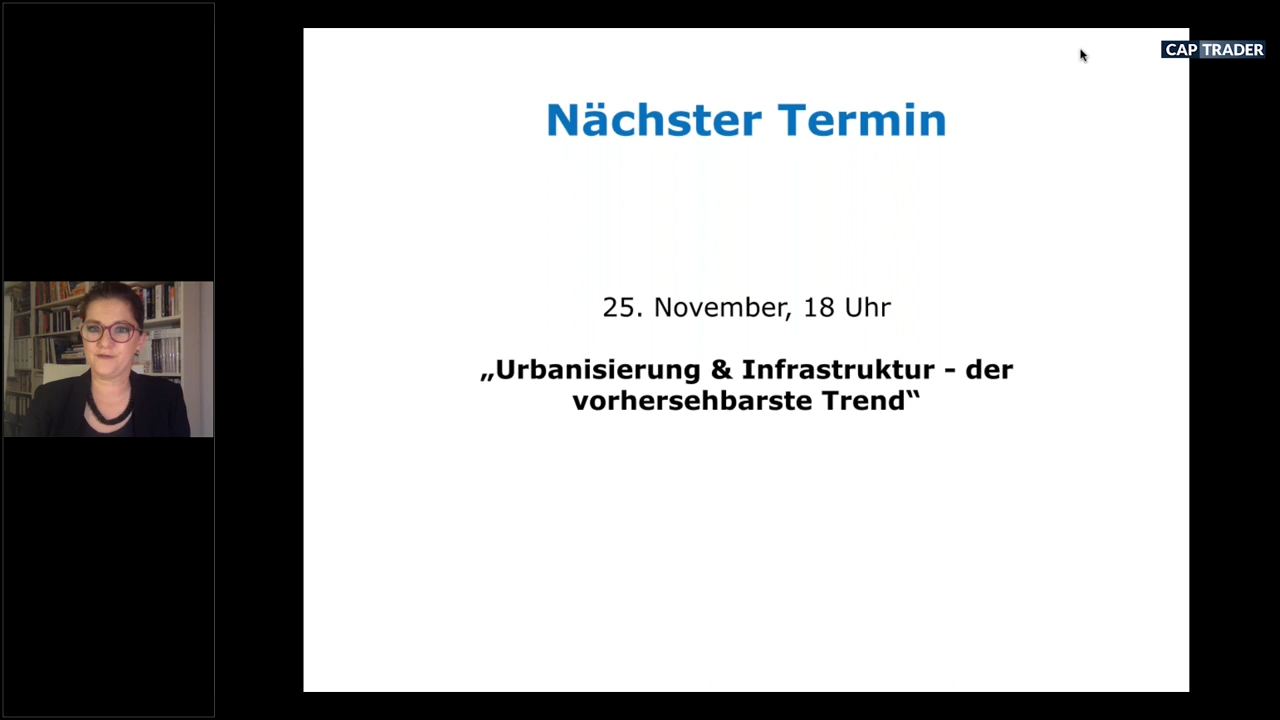 CAP TRADER
Nächster Termin
25. November, 18 Uhr
„Urbanisierung & Infrastruktur - der
vorhersehbarste Trend“